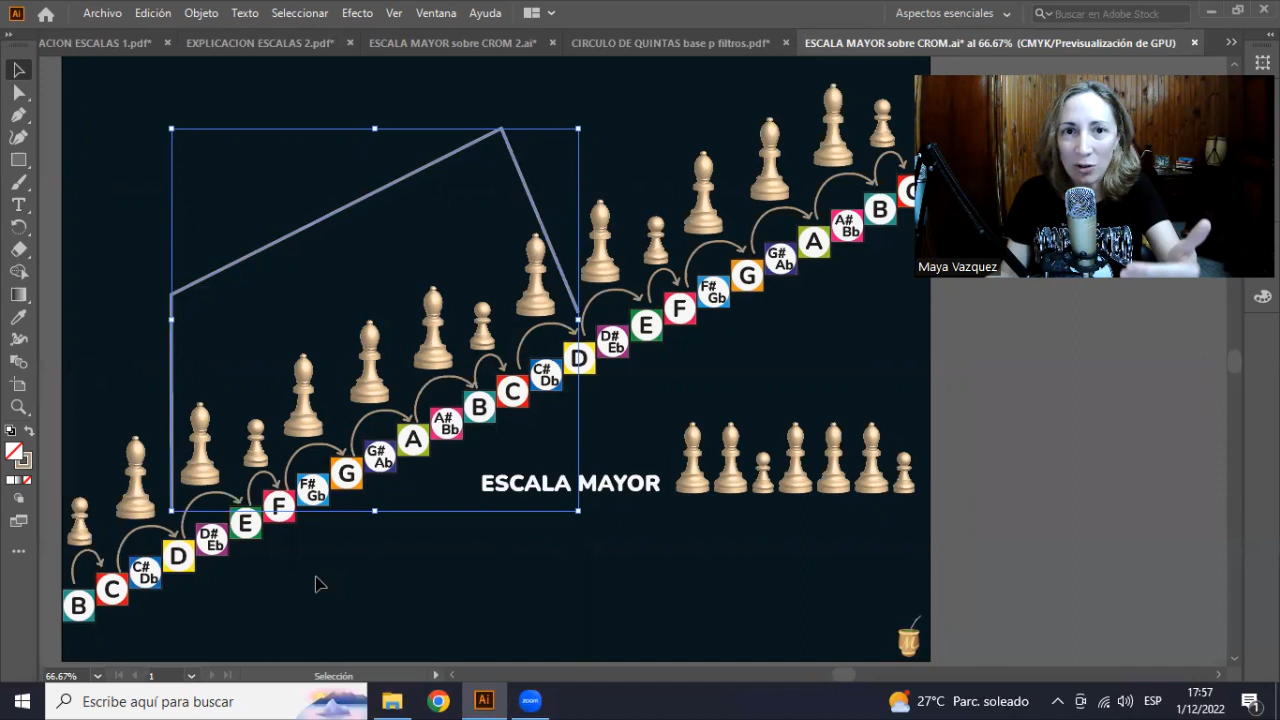 Ai
Archivo Edición Objeto Texto Seleccionar Efecto Ver Ventana Ayuda
Aspectos esenciales
Buscar en Adobe Stock
ACION ESCALAS 1.pdf* ×
EXPLICACION ESCALAS 2.pdf* ×
ESCALA MAYOR sobre CROM 2.ai* ×
CIRCULO DE QUINTAS base p filtros.pdf* ×
ESCALA MAYOR sobre CROM.ai* al 66.67% (CMYK/Previsualización de GPU) ×
Maya Vazquez
B
C
C# Db
D
D# Eb
E
F
F# Gb
G
G# Ab
A
A# Bb
B
C
C# Db
D
D# Eb
E
F
F# Gb
G
G# Ab
A
A# Bb
B
C
ESCALA MAYOR
M
66.67%
1
Selección
Escribe aquí para buscar
Ai
zoom
27°C Parc. soleado
ESP
17:57
1/12/2022
1